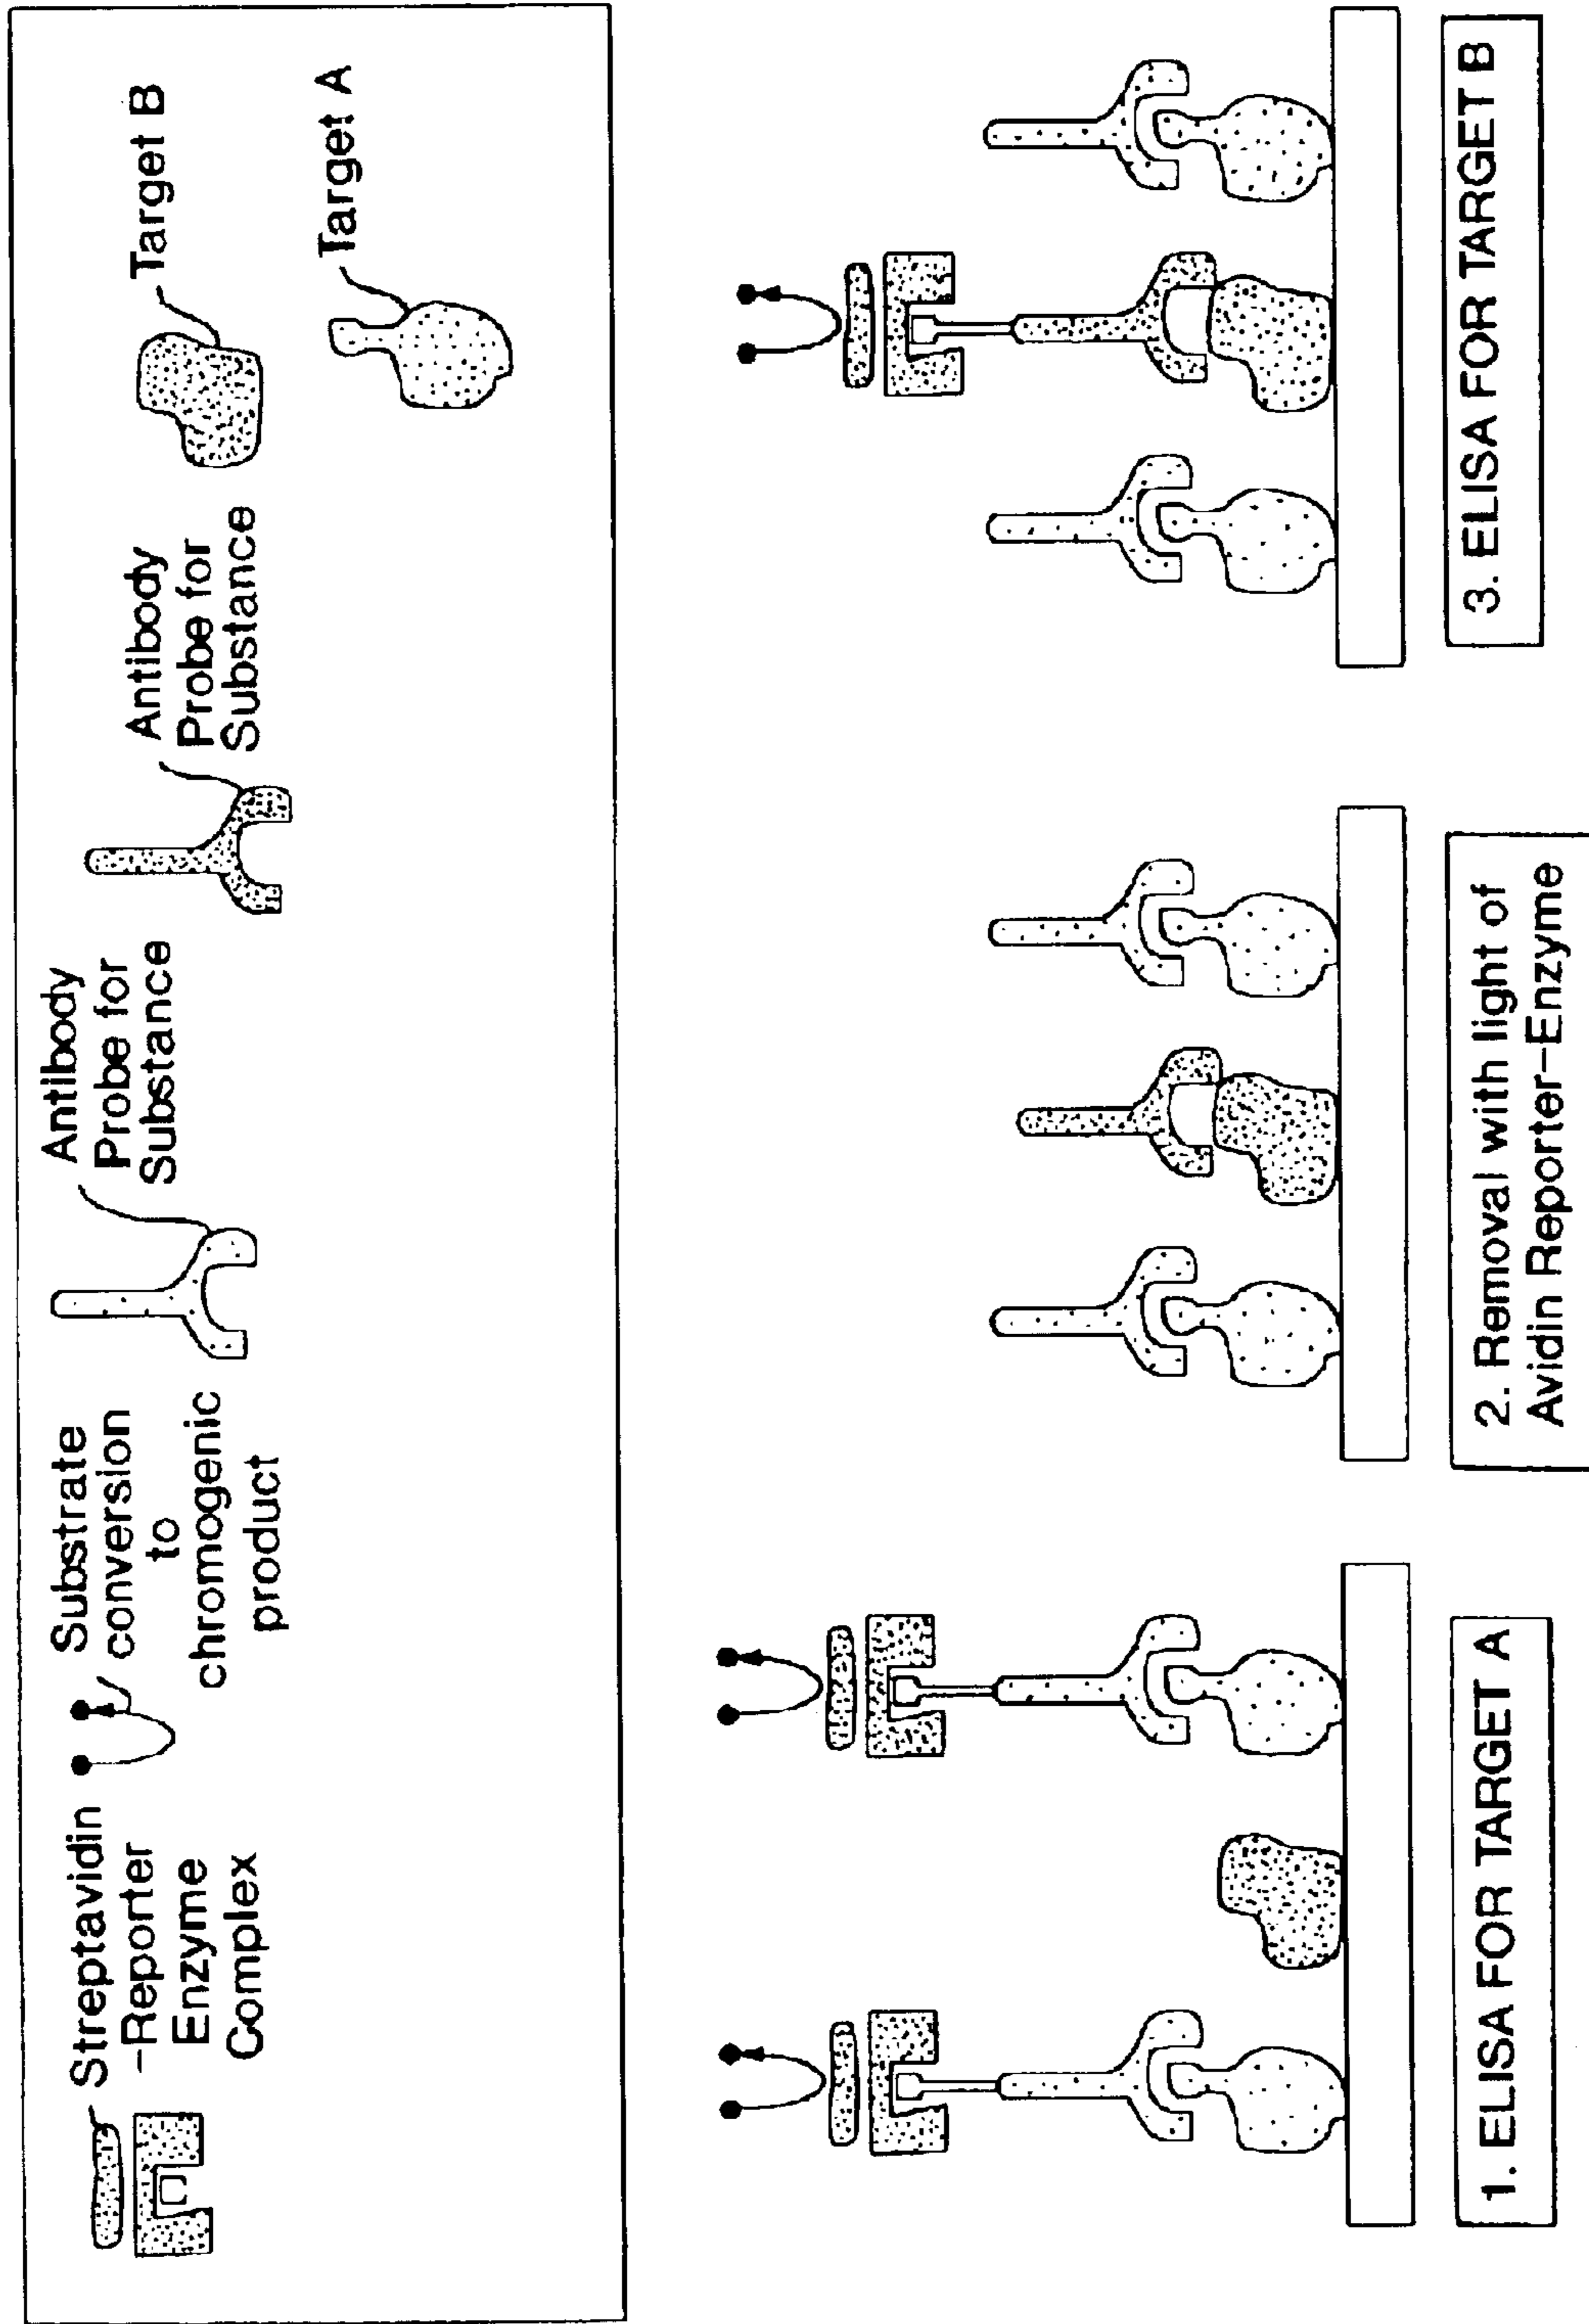 Streptavidin
-Reporter
Enzyme
Complex
Substrate
conversion
to
chromogenic
product
Antibody
Probe for
Substance
Antibody
Probe for
Substance
Target B
Target A
1. ELISA FOR TARGET A
2. Removal with light of
Avidin Reporter-Enzyme
3. ELISA FOR TARGET B